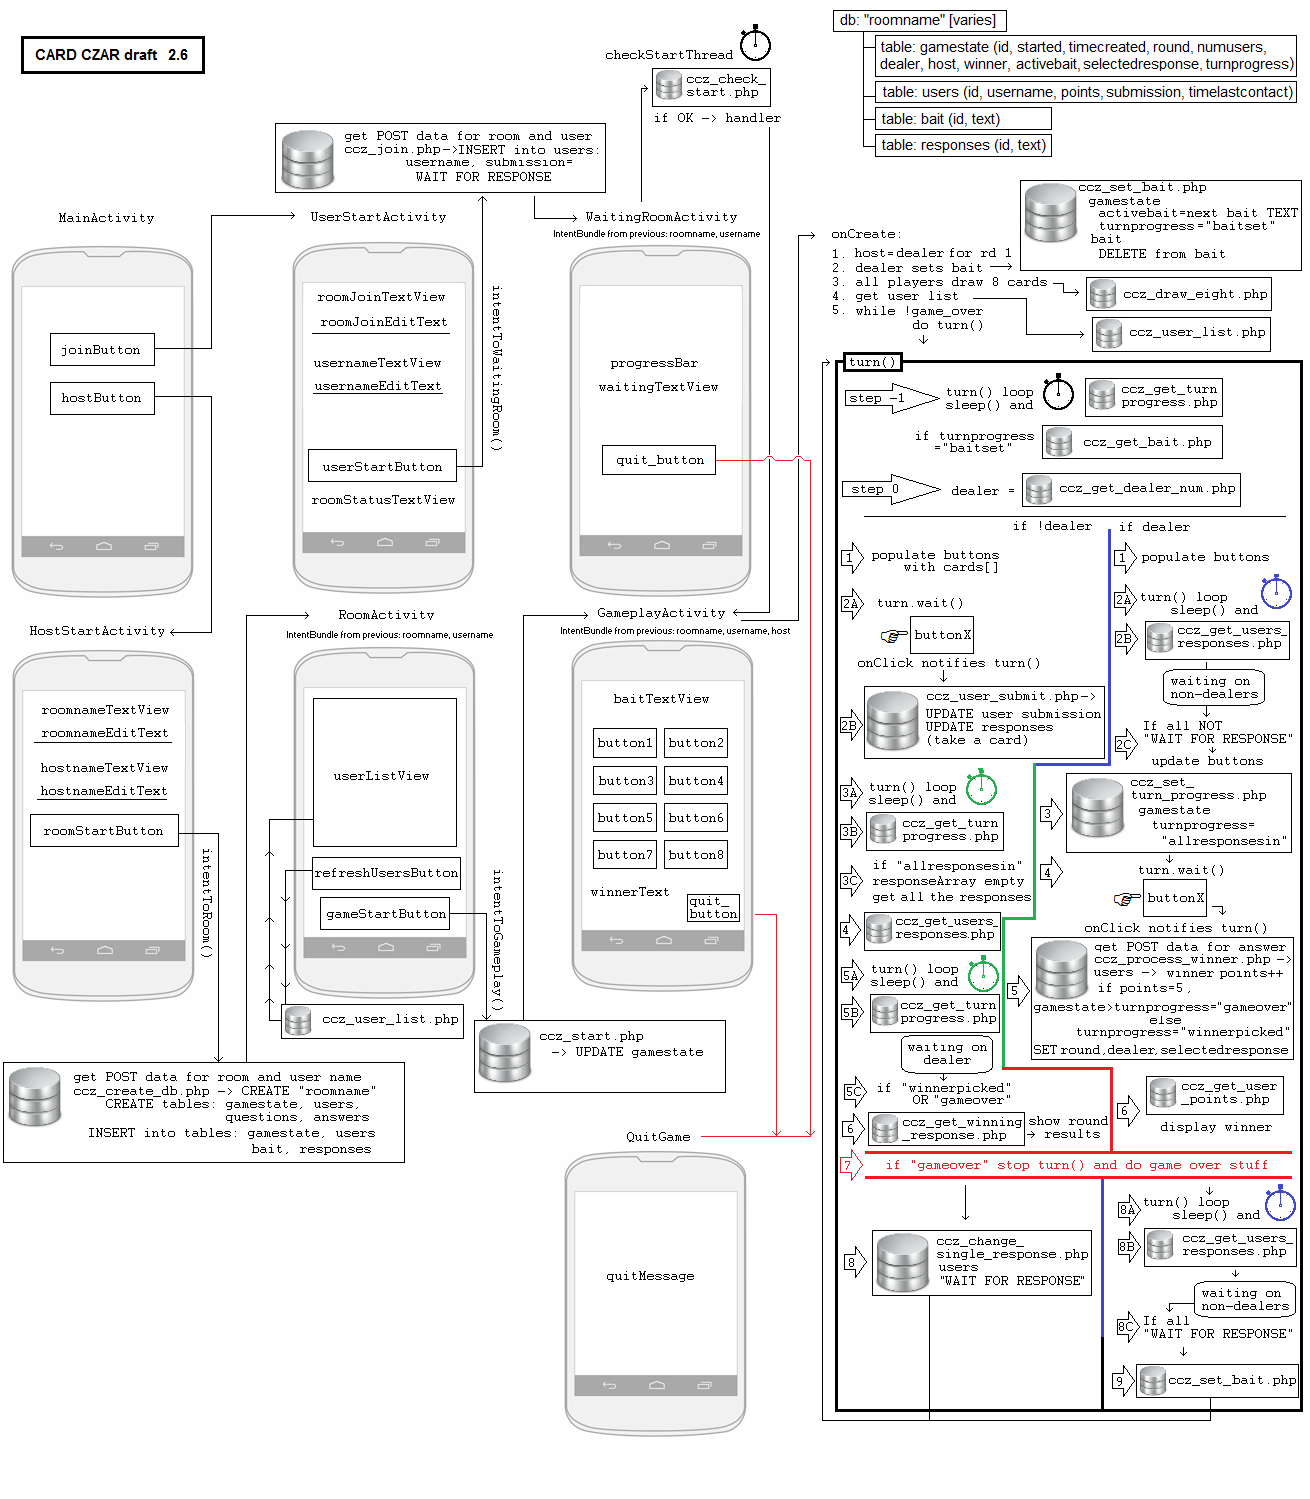 CARD CZAR draft 2.6
db: "roomname" [varies]
table: gamestate (id, started, timecreated, round, numusers,
dealer, host, winner, activebait, selectedresponse, turnprogress)
table: users (id, username, points, submission, timelastcontact)
table: bait (id, text)
table: responses (id, text)
checkStartThread
ccz_check_
start.php
if OK -> handler
get POST data for room and user
ccz_join.php->INSERT into users:
username, submission=
WAIT FOR RESPONSE
MainActivity
joinButton
hostButton
UserStartActivity
roomJoinTextView
roomJoinEditText
usernameTextView
usernameEditText
userStartButton
roomStatusTextView
intentToWaitingRoom()
WaitingRoomActivity
IntentBundle from previous: roomname, username
progressBar
waitingTextView
quit_button
HostStartActivity
roomnameTextView
roomnameEditText
hostnameTextView
hostnameEditText
roomStartButton
intentToRoom()
get POST data for room and user name
ccz_create_db.php -> CREATE "roomname"
CREATE tables: gamestate, users,
questions, answers
INSERT into tables: gamestate, users
bait, responses
RoomActivity
IntentBundle from previous: roomname, username
userListView
refreshUsersButton
gameStartButton
intentToGameplay()
ccz_user_list.php
ccz_start.php
-> UPDATE gamestate
GameplayActivity
IntentBundle from previous: roomname, username, host
baitTextView
button1 button2
button3 button4
button5 button6
button7 button8
winnerText
quit_
button
QuitGame
quitMessage
onCreate:
1. host=dealer for rd 1
2. dealer sets bait
3. all players draw 8 cards
4. get user list
5. while !game_over
do turn()
ccz_set_bait.php
gamestate
activebait=next bait TEXT
turnprogress="baitset"
bait
DELETE from bait
ccz_draw_eight.php
ccz_user_list.php
turn()
step -1
turn() loop
sleep() and
ccz_get_turn
progress.php
if turnprogress
="baitset"
ccz_get_bait.php
step 0
dealer =
ccz_get_dealer_num.php
if !dealer
1
populate buttons
with cards[]
2A
turn.wait()
buttonX
onClick notifies turn()
2B
ccz_user_submit.php->
UPDATE user submission
UPDATE responses
(take a card)
3A
turn() loop
sleep() and
3B
ccz_get_turn
progress.php
3C
if "allresponsesin"
responseArray empty
get all the responses
4
ccz_get_users_
responses.php
5A
turn() loop
sleep() and
5B
ccz_get_turn
progress.php
waiting on
dealer
5C
if "winnerpicked"
OR "gameover"
6
ccz_get_winning
_response.php
show round
results
if dealer
1
populate buttons
2A
turn() loop
sleep() and
2B
ccz_get_users_
responses.php
waiting on
non-dealers
2C
If all NOT
"WAIT FOR RESPONSE"
update buttons
3
ccz_set_
turn_progress.php
gamestate
turnprogress=
"allresponsesin"
4
turn.wait()
buttonX
onClick notifies turn()
5
get POST data for answer
ccz_process_winner.php ->
users -> winner points++
if points=5,
gamestate>turnprogress="gameover"
else
turnprogress="winnerpicked"
SET round,dealer,selectedresponse
6
ccz_get_user
_points.php
display winner
7
if "gameover" stop turn() and do game over stuff
8
ccz_change_
single_response.php
users
"WAIT FOR RESPONSE"
8A
turn() loop
sleep() and
8B
ccz_get_users_
responses.php
waiting on
non-dealers
8C
If all
"WAIT FOR RESPONSE"
9
ccz_set_bait.php